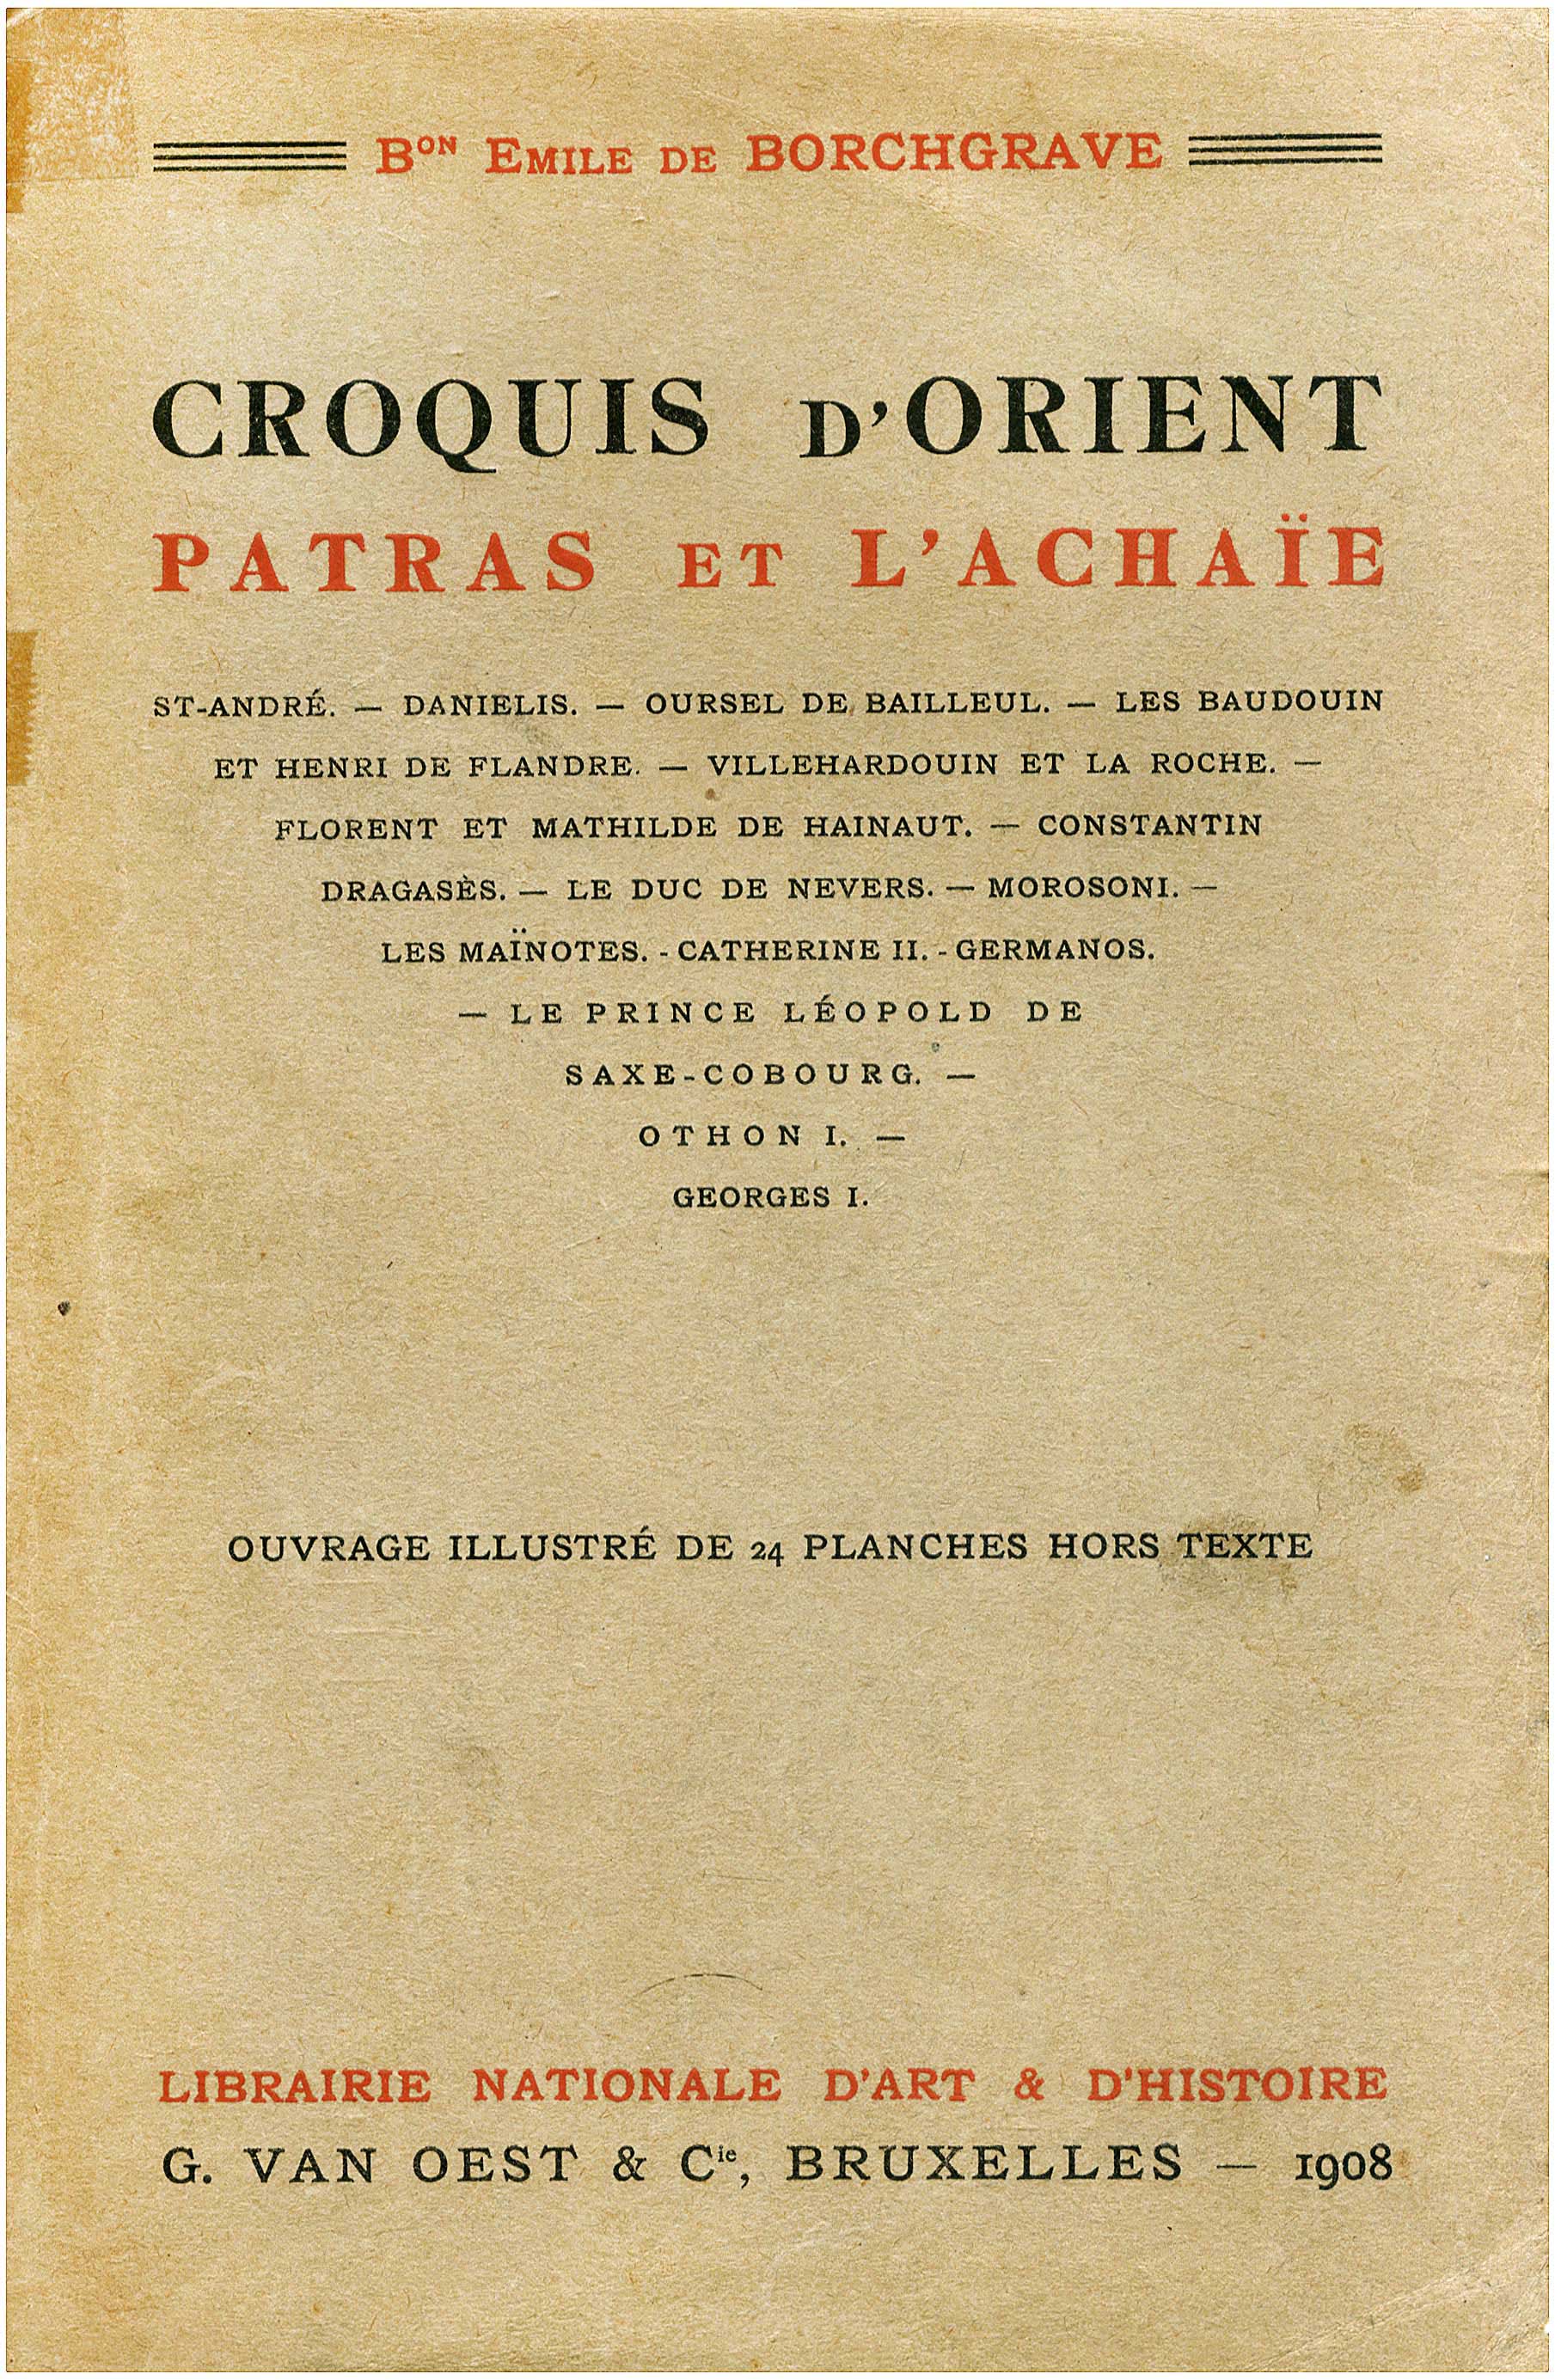 BON EMILE DE BORCHGRAVE
CROQUIS D'ORIENT
PATRAS ET L'ACHAÏE
ST-ANDRÉ. — DANIELIS. — OURSEL DE BAILLEUL. — LES BAUDOUIN
ET HENRI DE FLANDRE. — VILLEHARDOUIN ET LA ROCHE. —
FLORENT ET MATHILDE DE HAINAUT. — CONSTANTIN
DRAGASÈS. — LE DUC DE NEVERS. — MOROSONI. —
LES MAÏNOTES. - CATHERINE II. - GERMANOS.
— LE PRINCE LÉOPOLD DE
SAXE-COBOURG. —
OTHON I. —
GEORGES I.
OUVRAGE ILLUSTRÉ DE 24 PLANCHES HORS TEXTE
LIBRAIRIE NATIONALE D'ART & D'HISTOIRE
G. VAN OEST & Cie, BRUXELLES — 1908